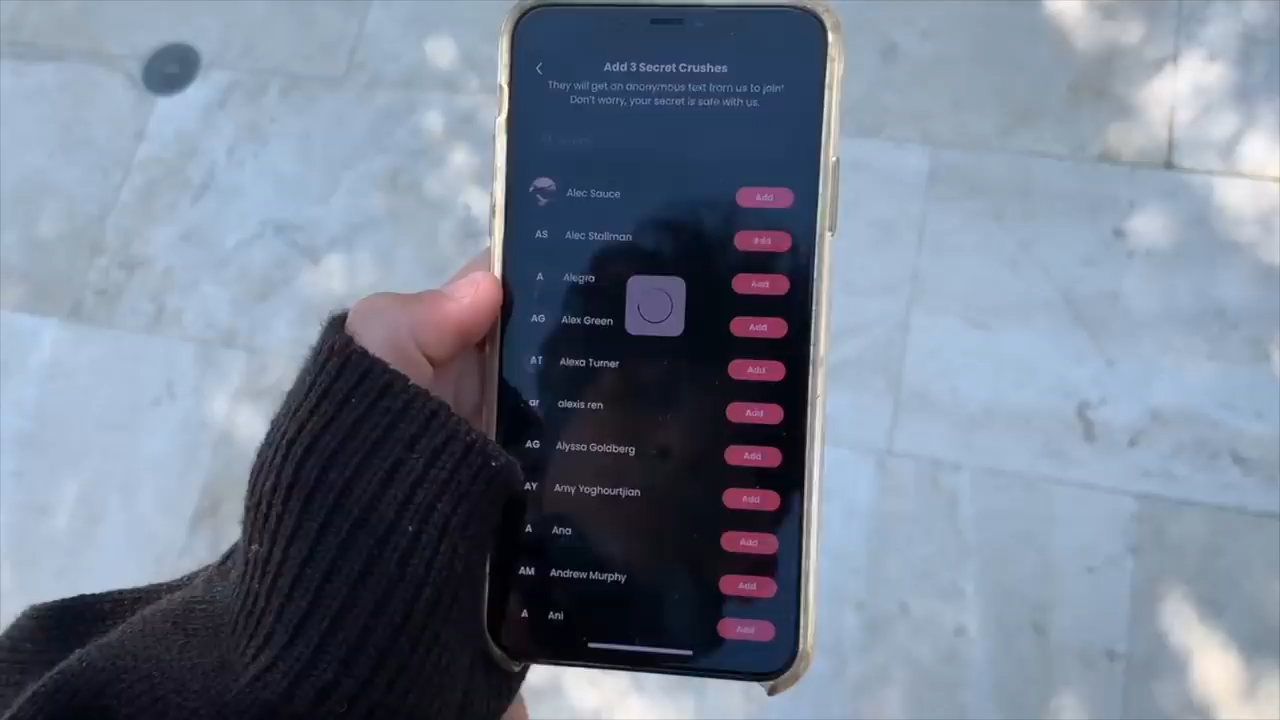 Add 3 Secret Crushes
They will get an anonymous text from us to join!
Don't worry, your secret is safe with us.
Alec Sauce Add
AS Alec Stallman Add
A Alegra Add
AG Alex Green Add
AT Alexa Turner Add
ar alexis ren Add
AG Alyssa Goldberg Add
AY Amy Yoghourtjian Add
A Ana Add
AM Andrew Murphy Add
A Ani Add